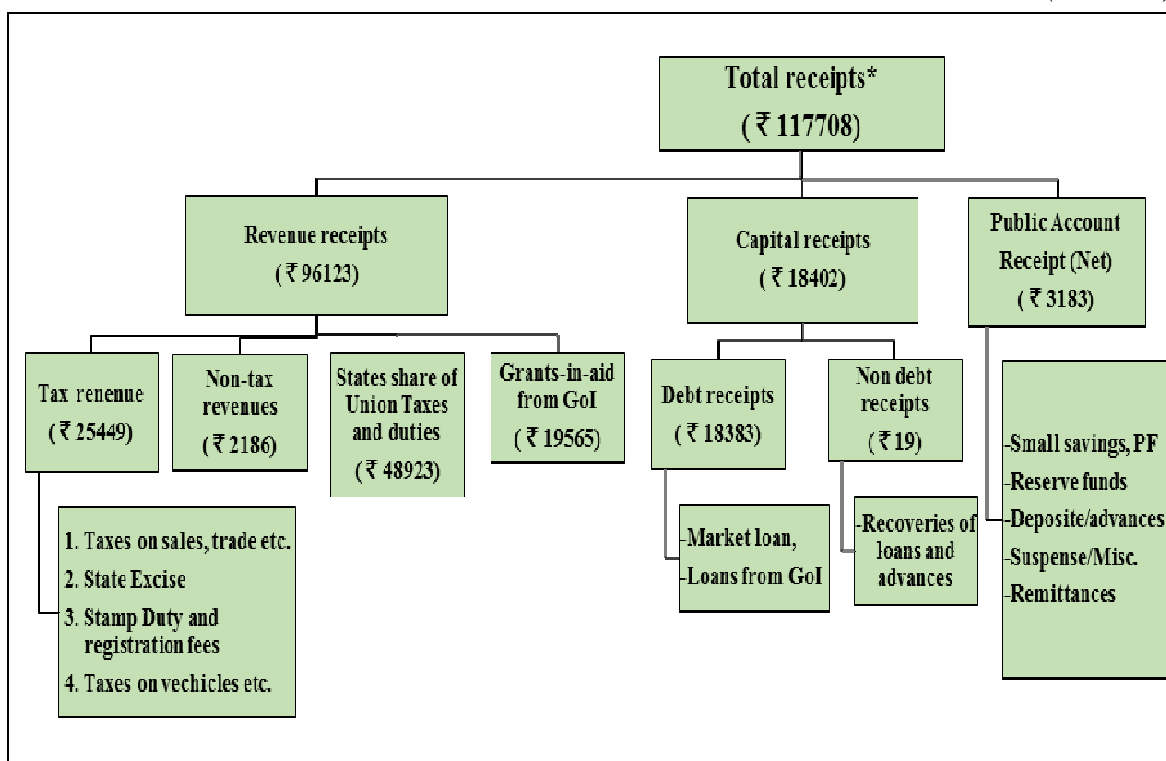 Total receipts*
( ₹ 117708)
Revenue receipts
( ₹ 96123)
Capital receipts
( ₹ 18402)
Public Account
Receipt (Net)
( ₹ 3183)
Tax renenue
( ₹ 25449)
Non-tax
revenues
( ₹ 2186)
States share of
Union Taxes
and duties
( ₹ 48923)
Grants-in-aid
from GoI
( ₹ 19565)
Debt receipts
( ₹ 18383)
Non debt
receipts
( ₹ 19)
1. Taxes on sales, trade etc.
2. State Excise
3. Stamp Duty and
registration fees
4. Taxes on vechicles etc.
-Market loan,
-Loans from GoI
-Recoveries of
loans and
advances
-Small savings, PF
-Reserve funds
-Deposite/advances
-Suspense/Misc.
-Remittances